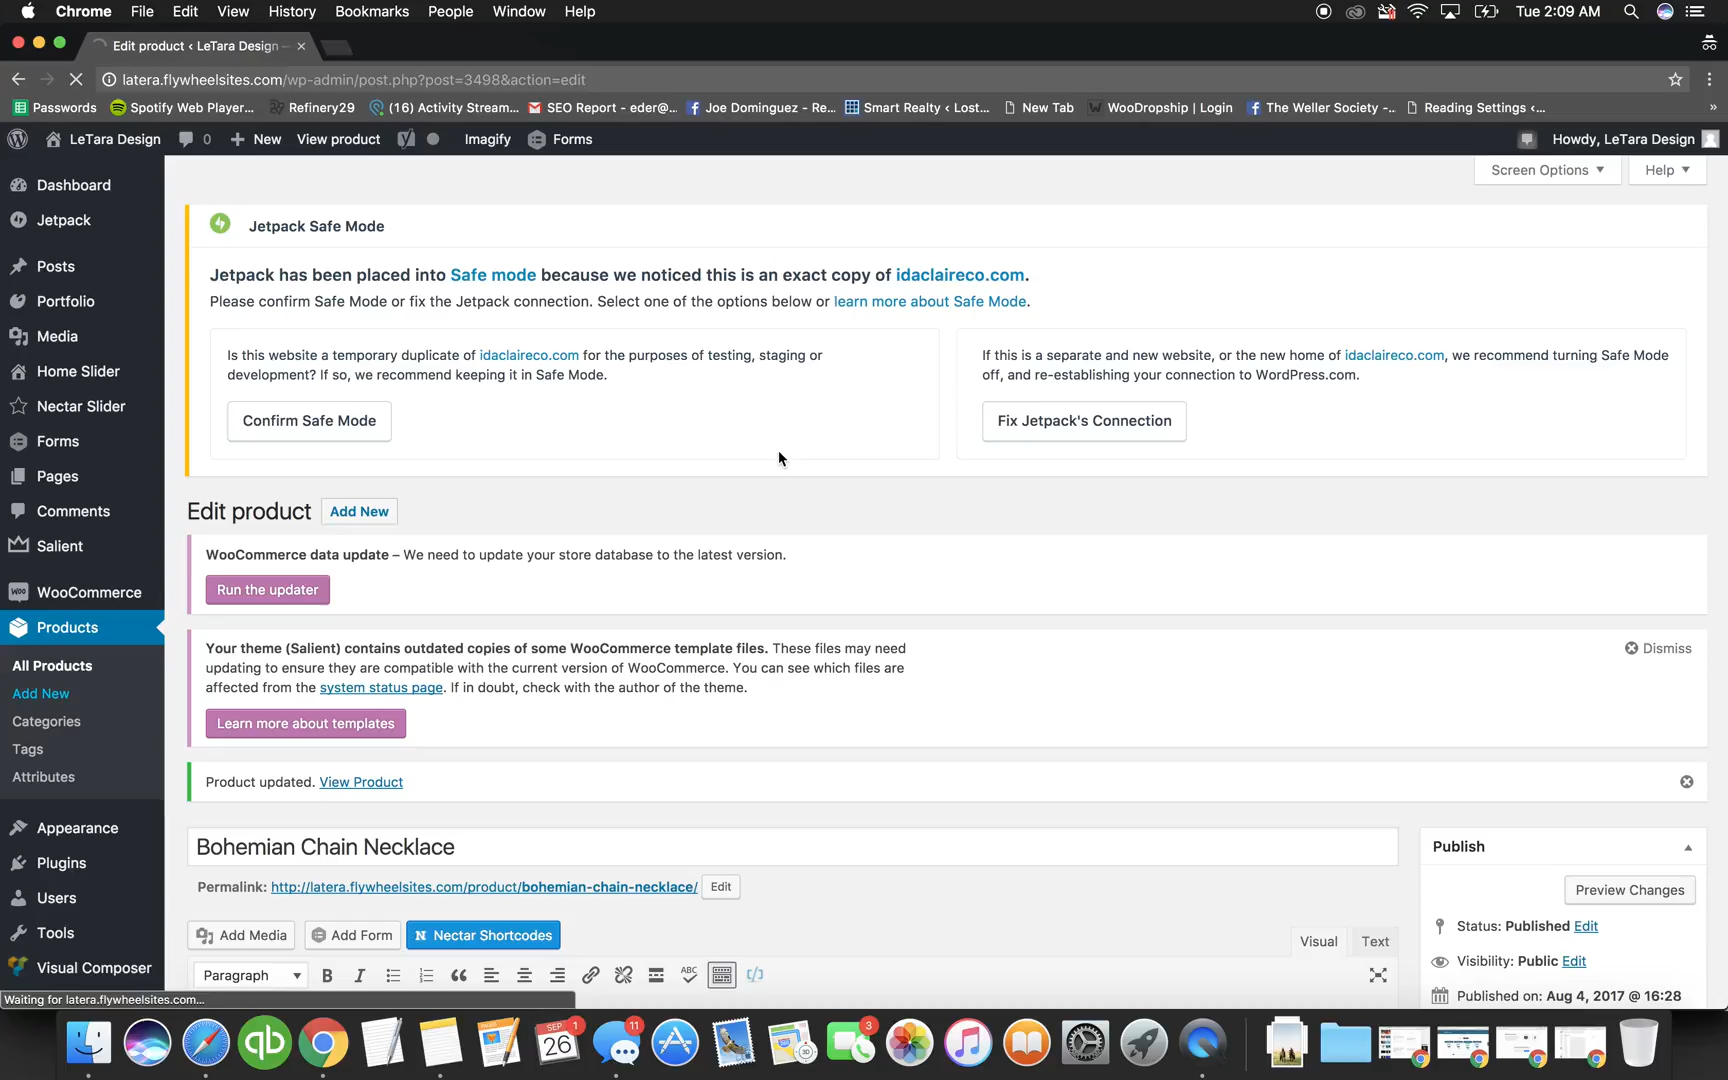 Chrome File Edit View History Bookmarks People Window Help Tue 2:09 AM
Edit product ‹ LeTara Design –
latera.flywheelsites.com/wp-admin/post.php?post=3498&action=edit
Passwords Spotify Web Player... Refinery29 (16) Activity Stream... SEO Report - eder@... Joe Dominguez - Re... Smart Realty ‹ Lost... New Tab WooDropship | Login The Weller Society -... Reading Settings ‹... »
LeTara Design 0 New View product Imagify Forms Howdy, LeTara Design
Screen Options Help
Dashboard
Jetpack
Posts
Portfolio
Media
Home Slider
Nectar Slider
Forms
Pages
Comments
Salient
WooCommerce
Products
All Products
Add New
Categories
Tags
Attributes
Appearance
Plugins
Users
Tools
Visual Composer
Jetpack Safe Mode
Jetpack has been placed into Safe mode because we noticed this is an exact copy of idaclaireco.com.
Please confirm Safe Mode or fix the Jetpack connection. Select one of the options below or learn more about Safe Mode.
Is this website a temporary duplicate of idaclaireco.com for the purposes of testing, staging or
development? If so, we recommend keeping it in Safe Mode.
Confirm Safe Mode
If this is a separate and new website, or the new home of idaclaireco.com, we recommend turning Safe Mode
off, and re-establishing your connection to WordPress.com.
Fix Jetpack's Connection
Edit product Add New
WooCommerce data update – We need to update your store database to the latest version.
Run the updater
Your theme (Salient) contains outdated copies of some WooCommerce template files. These files may need
updating to ensure they are compatible with the current version of WooCommerce. You can see which files are
affected from the system status page. If in doubt, check with the author of the theme.
Dismiss
Learn more about templates
Product updated. View Product
Bohemian Chain Necklace
Permalink: http://latera.flywheelsites.com/product/bohemian-chain-necklace/ Edit
Add Media Add Form N Nectar Shortcodes
Visual Text
Paragraph B I ABC
Publish
Preview Changes
Status: Published Edit
Visibility: Public Edit
Published on: Aug 4, 2017 @ 16:28
Waiting for latera.flywheelsites.com...
SEP 26 1 11 3